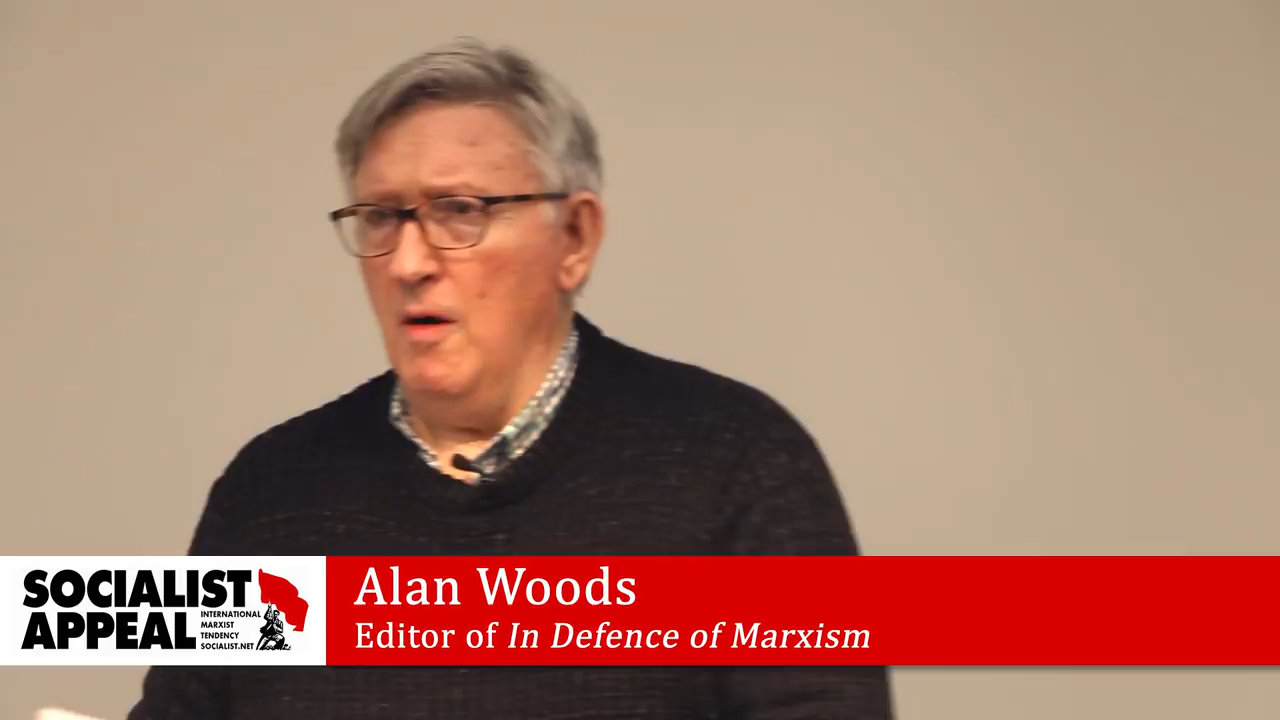 SOCIALIST
APPEAL
INTERNATIONAL
MARXIST
TENDENCY
SOCIALIST.NET
Alan Woods
Editor of In Defence of Marxism